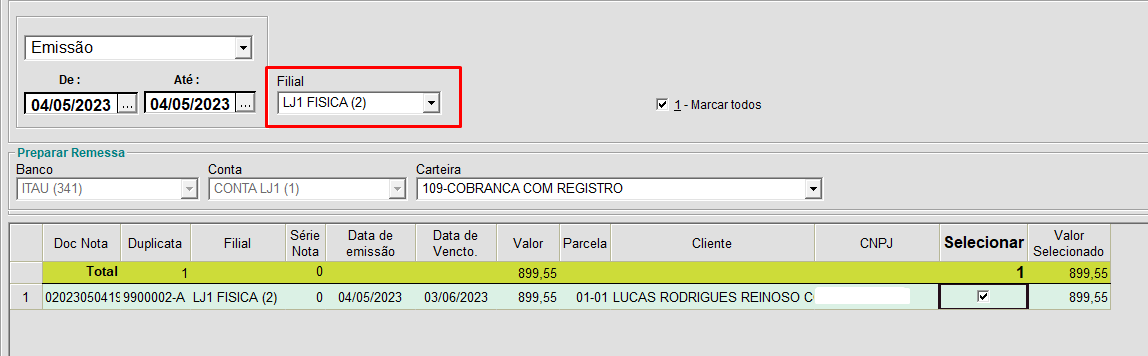 Emissão
De : Até :
04/05/2023 ... 04/05/2023 ...
Filial
LJ1 FISICA (2)
1 - Marcar todos
Preparar Remessa
Banco Conta Carteira
ITAU (341) CONTA LJ1 (1) 109-COBRANCA COM REGISTRO
Doc Nota Duplicata Filial Série Nota Data de emissão Data de Vencto. Valor Parcela Cliente CNPJ Selecionar Valor Selecionado
Total 1 0 899,55 1 899,55
1 02023050419 9900002-A LJ1 FISICA (2) 0 04/05/2023 03/06/2023 899,55 01-01 LUCAS RODRIGUES REINOSO C 899,55